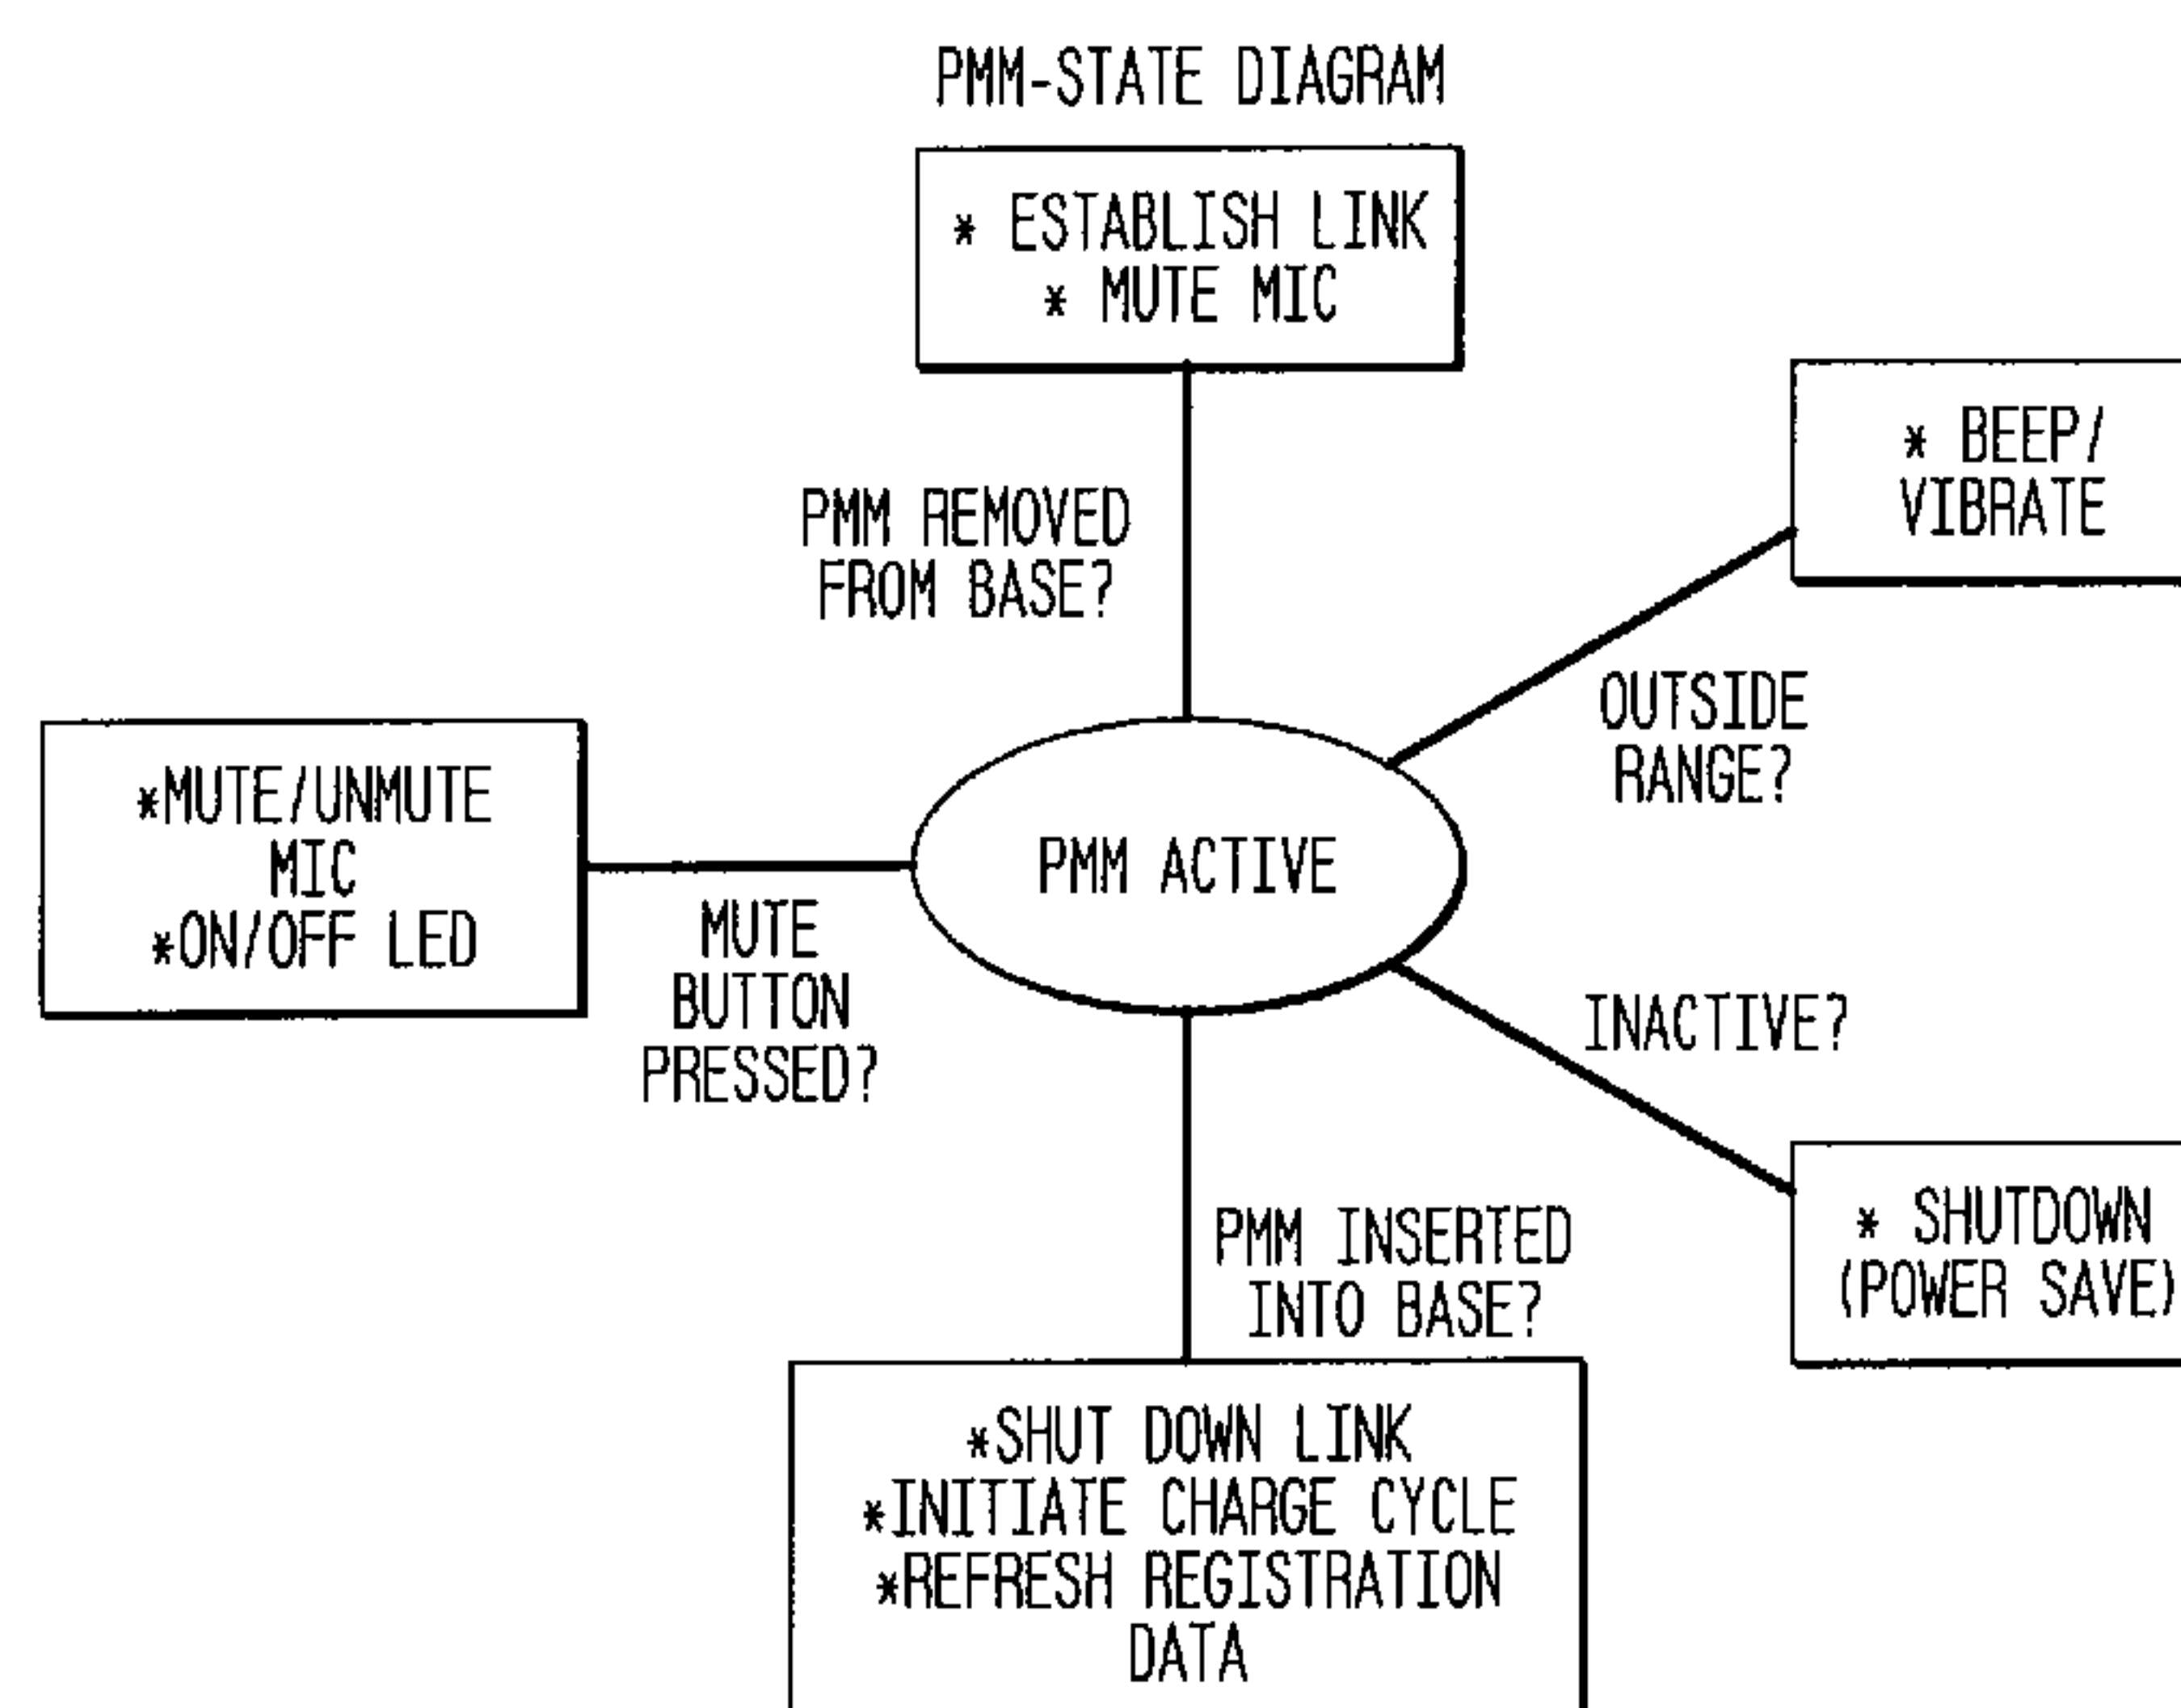 PMM-STATE DIAGRAM
* ESTABLISH LINK
* MUTE MIC
* BEEP/
VIBRATE
PMM REMOVED
FROM BASE?
OUTSIDE
RANGE?
*MUTE/UNMUTE
MIC
*ON/OFF LED
PMM ACTIVE
MUTE
BUTTON
PRESSED?
INACTIVE?
* SHUTDOWN
(POWER SAVE)
PMM INSERTED
INTO BASE?
*SHUT DOWN LINK
*INITIATE CHARGE CYCLE
*REFRESH REGISTRATION
DATA